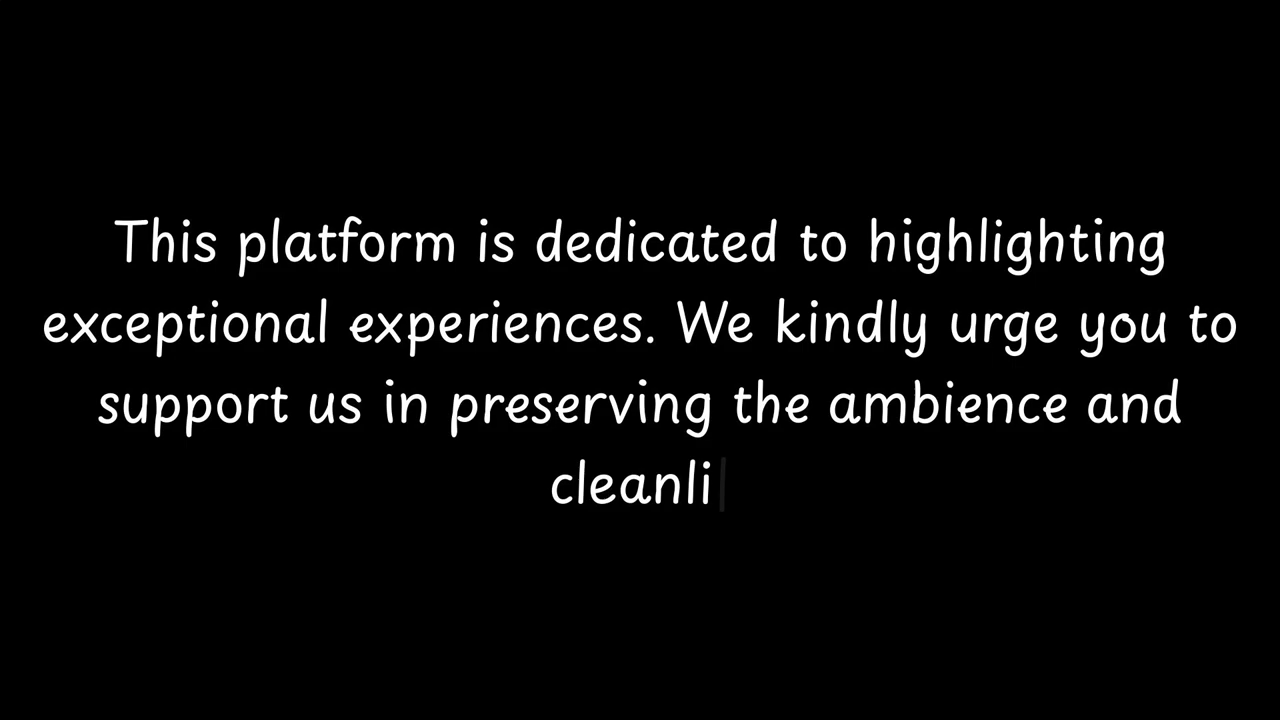 This platform is dedicated to highlighting
exceptional experiences. We kindly urge you to
support us in preserving the ambience and
cleanli